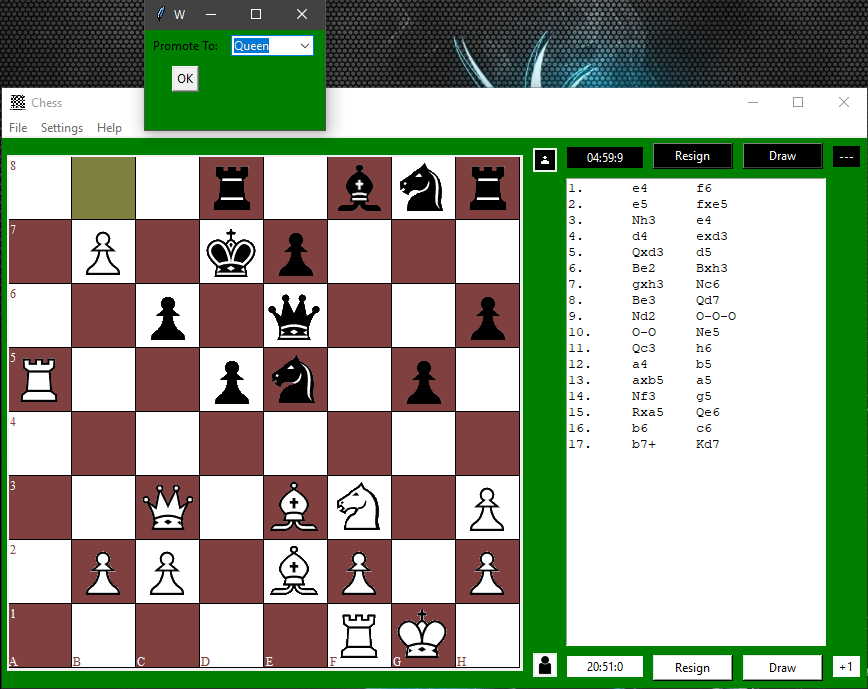 W
Promote To: Queen
OK
Chess
File Settings Help
04:59:9 Resign Draw ---
8
7
6
5
4
3
2
1
A B C D E F G H
1. e4 f6
2. e5 fxe5
3. Nh3 e4
4. d4 exd3
5. Qxd3 d5
6. Be2 Bxh3
7. gxh3 Nc6
8. Be3 Qd7
9. Nd2 O-O-O
10. O-O Ne5
11. Qc3 h6
12. a4 b5
13. axb5 a5
14. Nf3 g5
15. Rxa5 Qe6
16. b6 c6
17. b7+ Kd7
20:51:0 Resign Draw +1